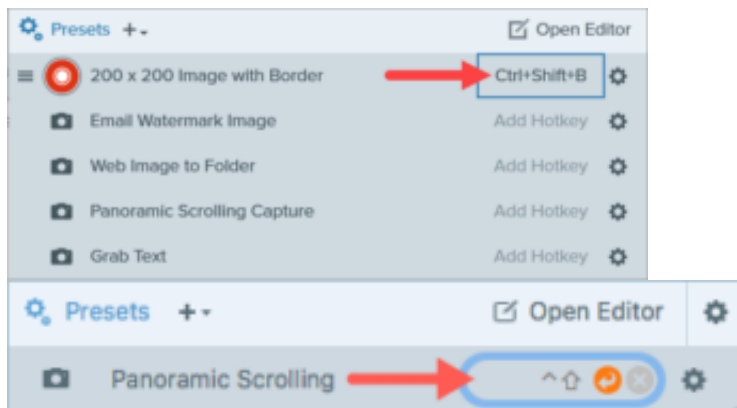 Presets + Open Editor
200 x 200 Image with Border Ctrl+Shift+B
Email Watermark Image Add Hotkey
Web Image to Folder Add Hotkey
Panoramic Scrolling Capture Add Hotkey
Grab Text Add Hotkey
Presets + Open Editor
Panoramic Scrolling ^⇧